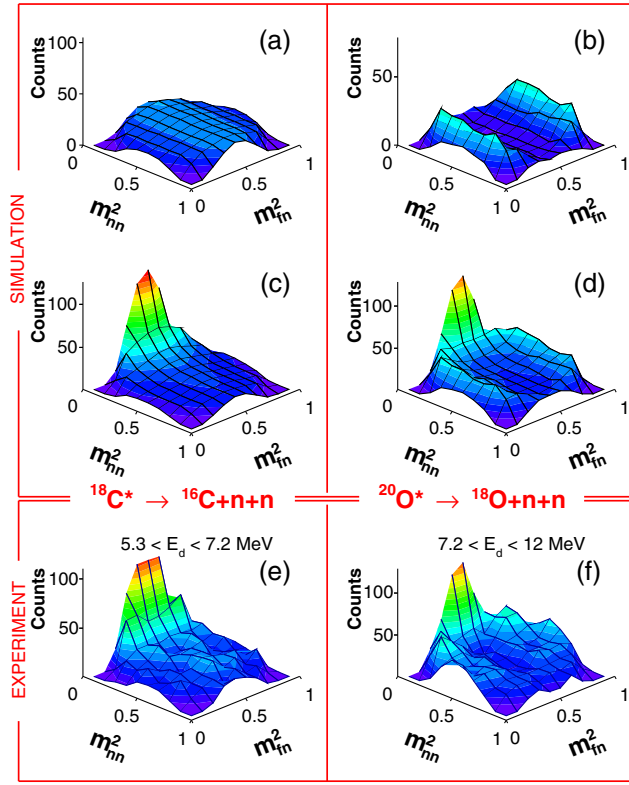 SIMULATION
(a)
Counts
100
50
0
0
0.5
1
0
0.5
1
m²nn
m²fn
(b)
Counts
50
0
0
0.5
1
0
0.5
1
m²nn
m²fn
(c)
Counts
100
50
0
0.5
1
0
0.5
1
m²nn
m²fn
(d)
Counts
100
50
0
0.5
1
0
0.5
1
m²nn
m²fn
¹⁸C* → ¹⁶C+n+n
²⁰O* → ¹⁸O+n+n
EXPERIMENT
5.3 < E_d < 7.2 MeV
(e)
Counts
100
50
0
0.5
1
0
0.5
1
m²nn
m²fn
7.2 < E_d < 12 MeV
(f)
Counts
100
50
0
0.5
1
0
0.5
1
m²nn
m²fn